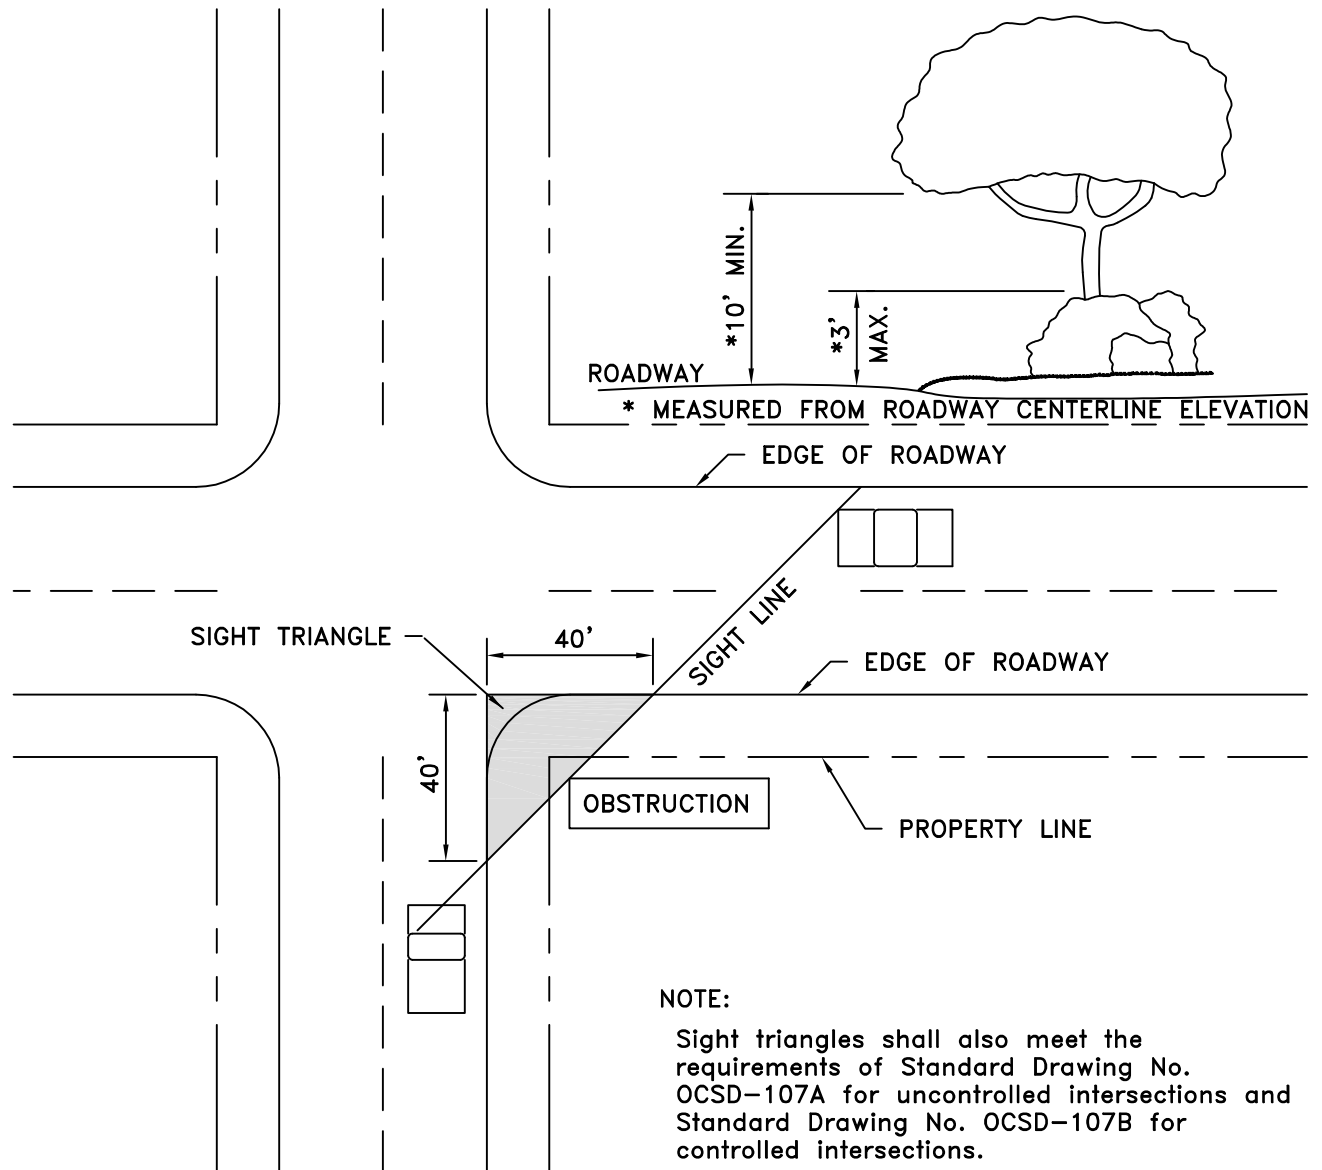 *10' MIN.
*3'
MAX.
ROADWAY
* MEASURED FROM ROADWAY CENTERLINE ELEVATION
EDGE OF ROADWAY
SIGHT LINE
SIGHT TRIANGLE
40'
EDGE OF ROADWAY
40'
OBSTRUCTION
PROPERTY LINE
NOTE:
Sight triangles shall also meet the
requirements of Standard Drawing No.
OCSD-107A for uncontrolled intersections and
Standard Drawing No. OCSD-107B for
controlled intersections.